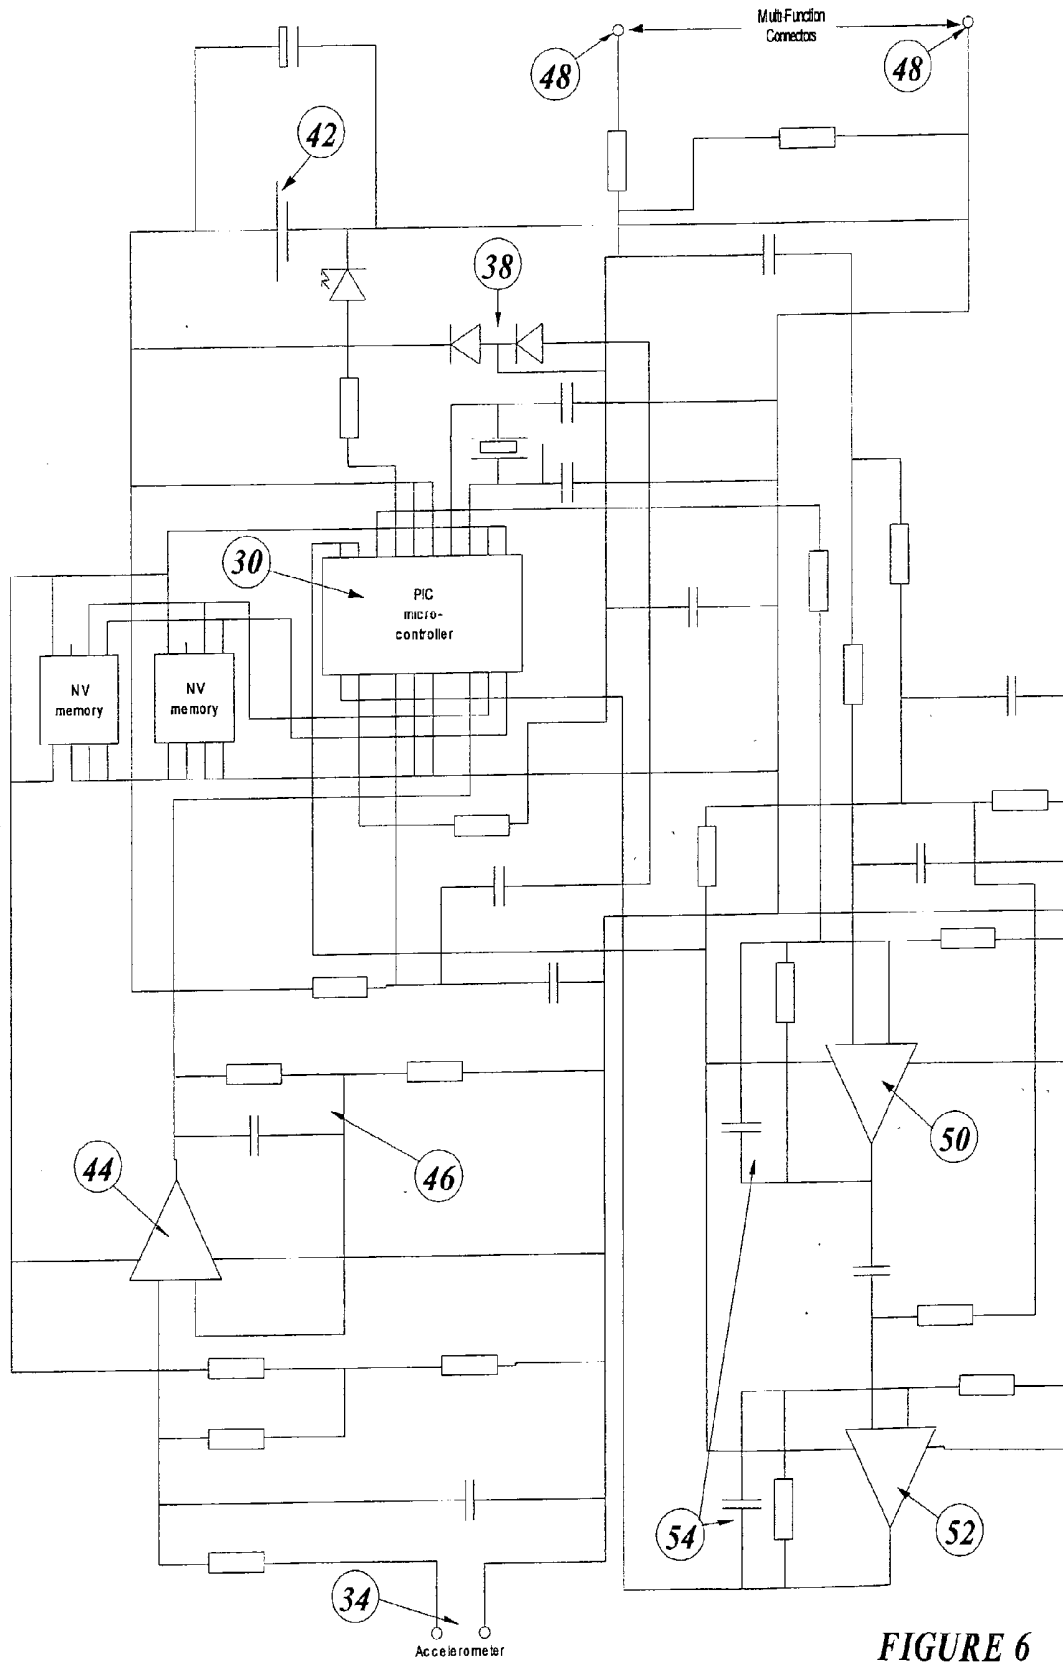 Multi-Function
Connectors
48
48
42
38
30
PIC
micro-
controller
NV
memory
NV
memory
50
44
46
54
52
34
Accelerometer
FIGURE 6